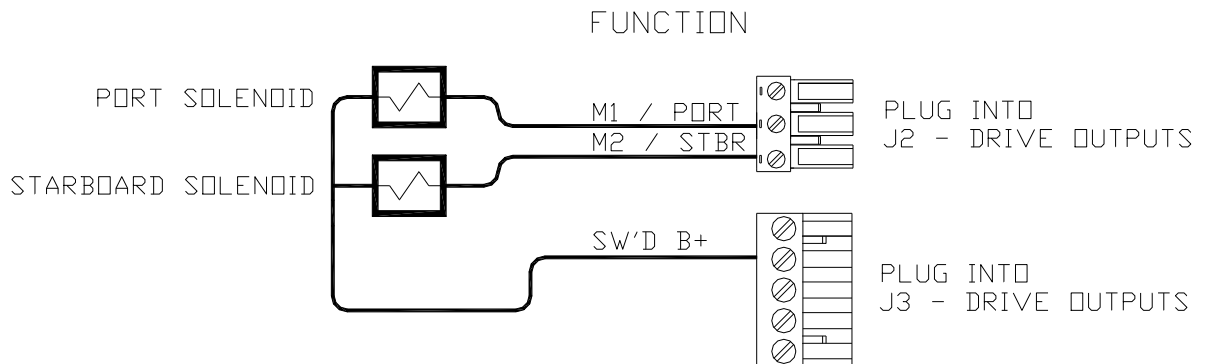 FUNCTION
PORT SOLENOID
M1 / PORT
PLUG INTO
J2 - DRIVE OUTPUTS
M2 / STBR
STARBOARD SOLENOID
SW'D B+
PLUG INTO
J3 - DRIVE OUTPUTS